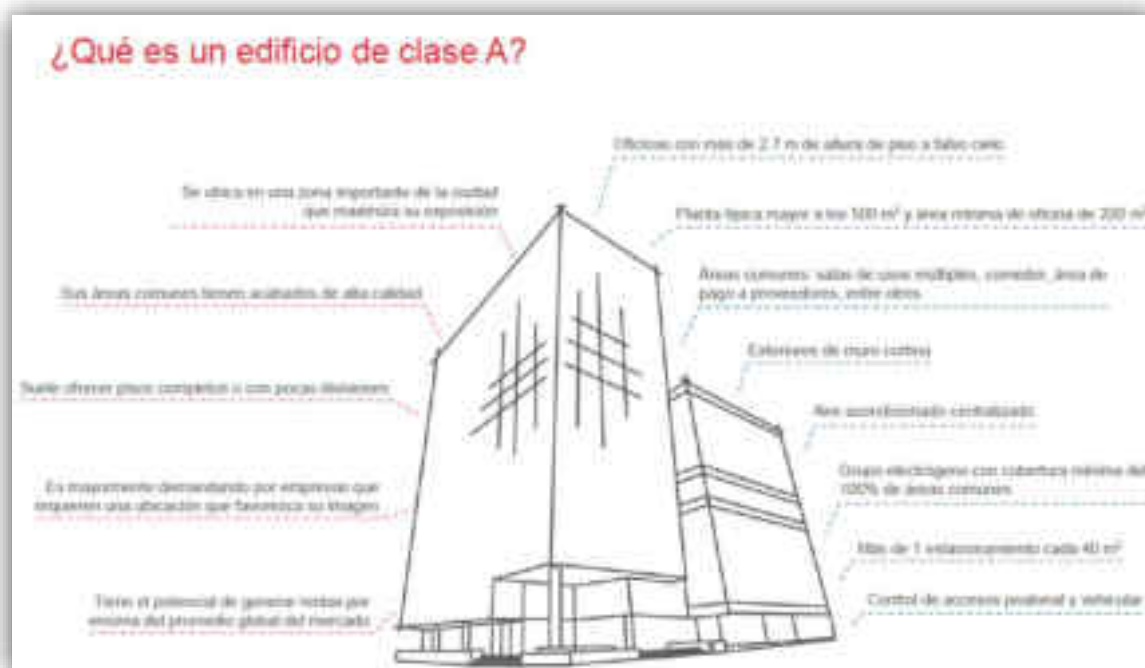 ¿Qué es un edificio de clase A?
Oficinas con más de 2.7 m de altura de piso a falso cielo
Se ubica en una zona importante de la ciudad
que maximiza su exposición
Planta típica mayor a los 500 m² y área mínima de oficina de 200 m²
Sus áreas comunes tienen acabados de alta calidad
Áreas comunes: salas de usos múltiples, comedor, área de
pago a proveedores, entre otros
Exteriores de muro cortina
Suele ofrecer pisos completos o con pocas divisiones
Aire acondicionado centralizado
Es mayormente demandando por empresas que
requieren una ubicación que favorezca su imagen
Grupo electrógeno con cobertura mínima del
100% de áreas comunes
Más de 1 estacionamiento cada 40 m²
Tiene el potencial de generar rentas por
encima del promedio global del mercado
Control de accesos peatonal y vehicular